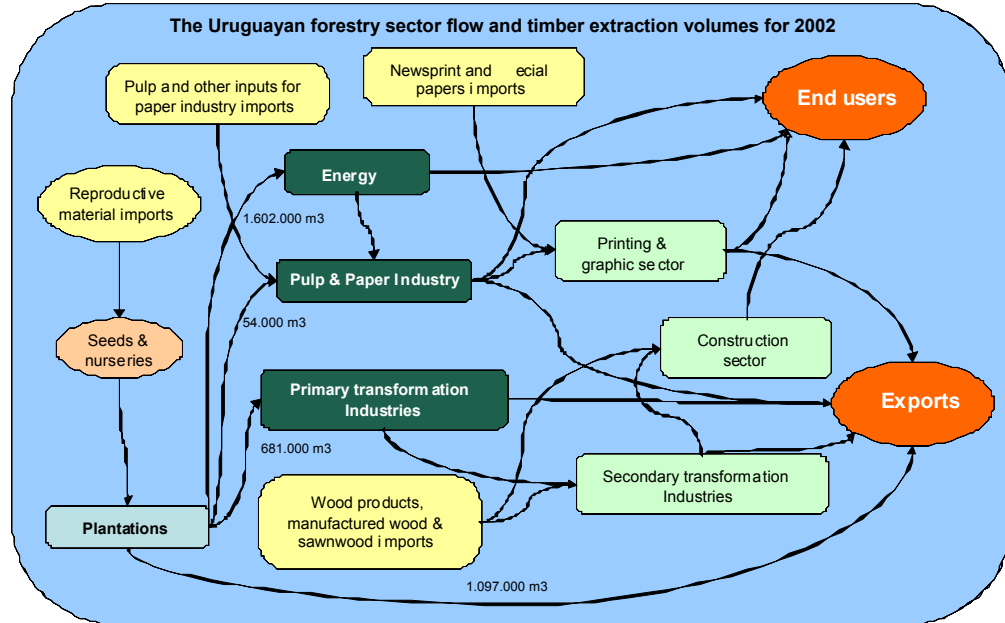 The Uruguayan forestry sector flow and timber extraction volumes for 2002
Pulp and other inputs for
paper industry imports
Newsprint and ecial
papers imports
End users
Energy
Reproductive
material imports
1.602.000 m3
Printing &
graphic sector
Pulp & Paper Industry
54.000 m3
Seeds &
nurseries
Construction
sector
Primary transformation
Industries
Exports
681.000 m3
Secondary transformation
Industries
Wood products,
manufactured wood &
sawnwood imports
Plantations
1.097.000 m3